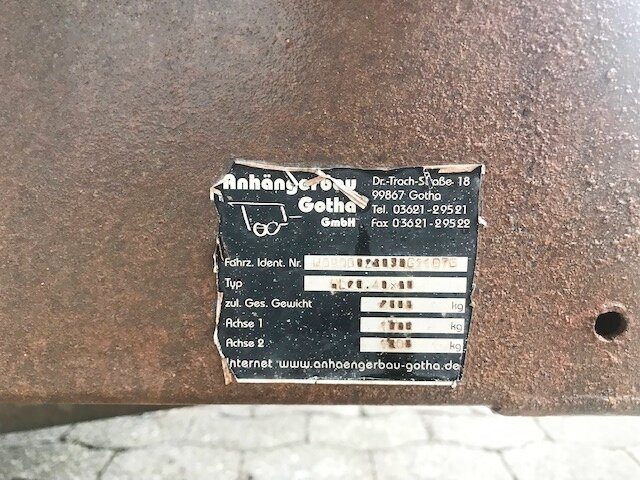 Anhängerbau
Gotha
GmbH
Dr.-Troch-Straße 18
99867 Gotha
Tel. 03621-29521
Fax 03621-29522
Fahrz. Ident. Nr.
Typ
zul. Ges. Gewicht kg
Achse 1 kg
Achse 2 kg
Internet www.anhaengerbau-gotha.de